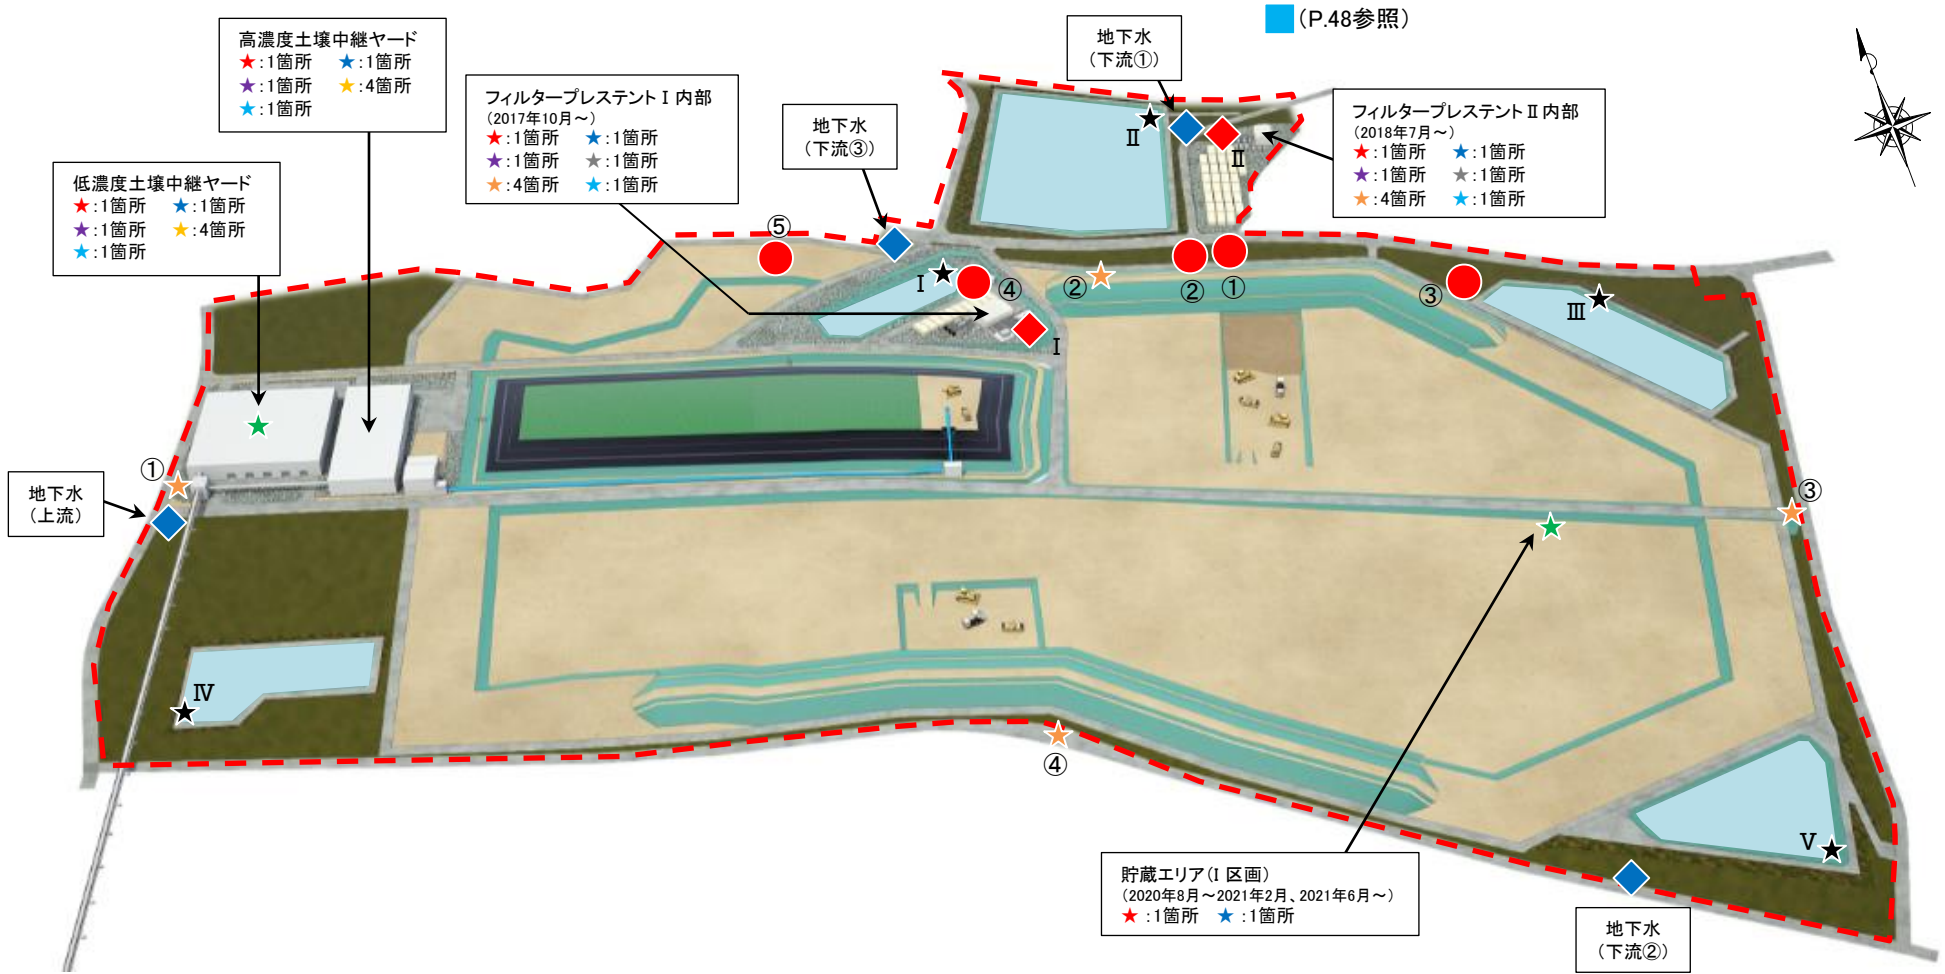 (P.48参照)
高濃度土壌中継ヤード
★:1箇所 ★:1箇所
★:1箇所 ★:4箇所
★:1箇所
地下水
(下流①)
フィルタープレステントⅠ内部
(2017年10月~)
★:1箇所 ★:1箇所
★:1箇所 ★:1箇所
★:4箇所 ★:1箇所
地下水
(下流③)
フィルタープレステントⅡ内部
(2018年7月~)
★:1箇所 ★:1箇所
★:1箇所 ★:1箇所
★:4箇所 ★:1箇所
低濃度土壌中継ヤード
★:1箇所 ★:1箇所
★:1箇所 ★:4箇所
★:1箇所
Ⅱ
Ⅱ
⑤
Ⅰ
④
②
②
①
③
Ⅲ
Ⅰ
①
③
地下水
(上流)
Ⅳ
④
Ⅴ
貯蔵エリア(Ⅰ区画)
(2020年8月~2021年2月、2021年6月~)
★:1箇所 ★:1箇所
地下水
(下流②)